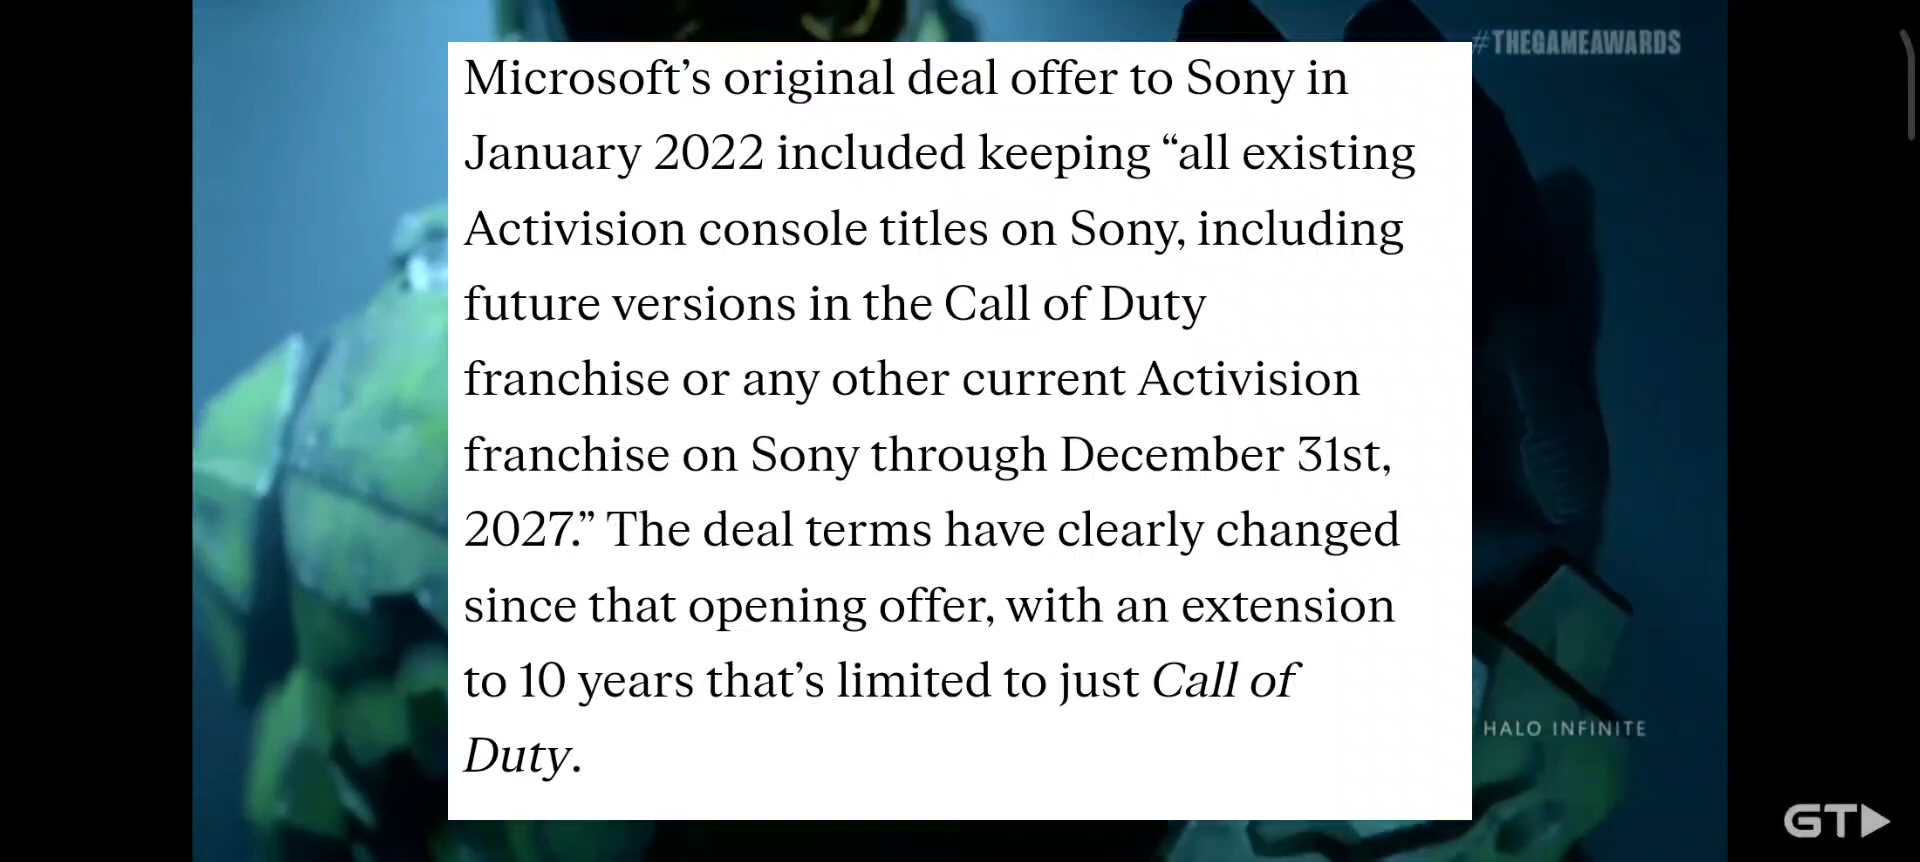 #THEGAMEAWARDS
Microsoft’s original deal offer to Sony in
January 2022 included keeping “all existing
Activision console titles on Sony, including
future versions in the Call of Duty
franchise or any other current Activision
franchise on Sony through December 31st,
2027.” The deal terms have clearly changed
since that opening offer, with an extension
to 10 years that’s limited to just Call of
Duty.
HALO INFINITE
GT